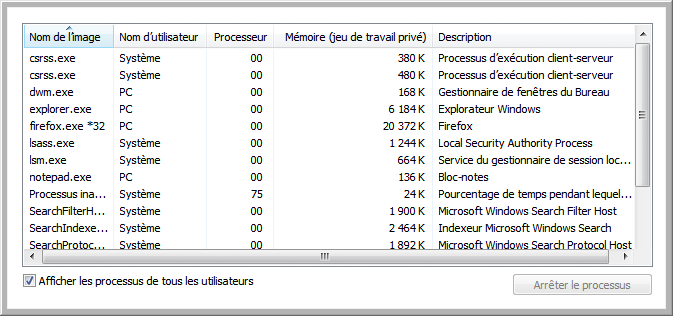 Nom de l'image Nom d'utilisateur Processeur Mémoire (jeu de travail privé) Description
csrss.exe Système 00 380 K Processus d'exécution client-serveur
csrss.exe Système 00 480 K Processus d'exécution client-serveur
dwm.exe PC 00 168 K Gestionnaire de fenêtres du Bureau
explorer.exe PC 00 6 184 K Explorateur Windows
firefox.exe *32 PC 00 20 372 K Firefox
lsass.exe Système 00 1 244 K Local Security Authority Process
lsm.exe Système 00 664 K Service du gestionnaire de session loc...
notepad.exe PC 00 136 K Bloc-notes
Processus ina... Système 75 24 K Pourcentage de temps pendant lequel...
SearchFilterH... Système 00 1 900 K Microsoft Windows Search Filter Host
SearchIndexe... Système 00 2 464 K Indexeur Microsoft Windows Search
SearchProtoc... Système 00 1 892 K Microsoft Windows Search Protocol Host
Afficher les processus de tous les utilisateurs
Arrêter le processus